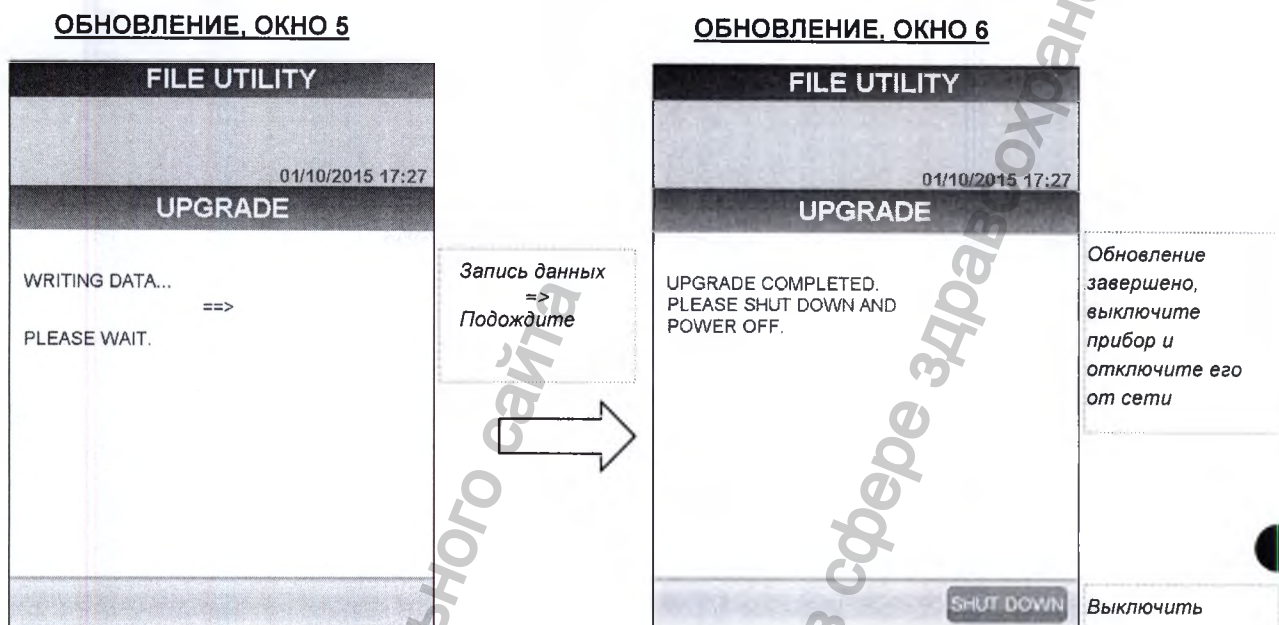 ОБНОВЛЕНИЕ, ОКНО 5
FILE UTILITY
01/10/2015 17:27
UPGRADE
WRITING DATA...
==>
PLEASE WAIT.
Запись данных
=>
Подождите
ОБНОВЛЕНИЕ, ОКНО 6
FILE UTILITY
01/10/2015 17:27
UPGRADE
UPGRADE COMPLETED.
PLEASE SHUT DOWN AND
POWER OFF.
SHUT DOWN
Обновление
завершено,
выключите
прибор и
отключите его
от сети
Выключить
сайта
в сфере